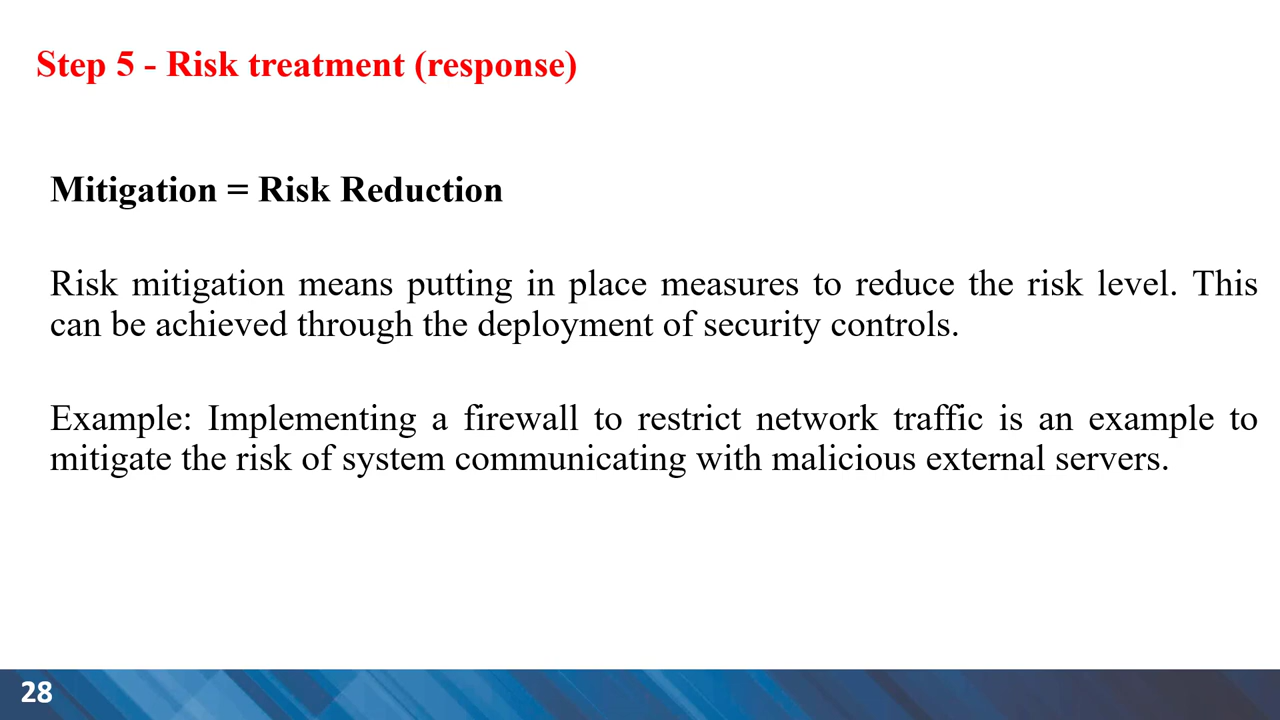 Step 5 - Risk treatment (response)
Mitigation = Risk Reduction
Risk mitigation means putting in place measures to reduce the risk level. This
can be achieved through the deployment of security controls.
Example: Implementing a firewall to restrict network traffic is an example to
mitigate the risk of system communicating with malicious external servers.
28